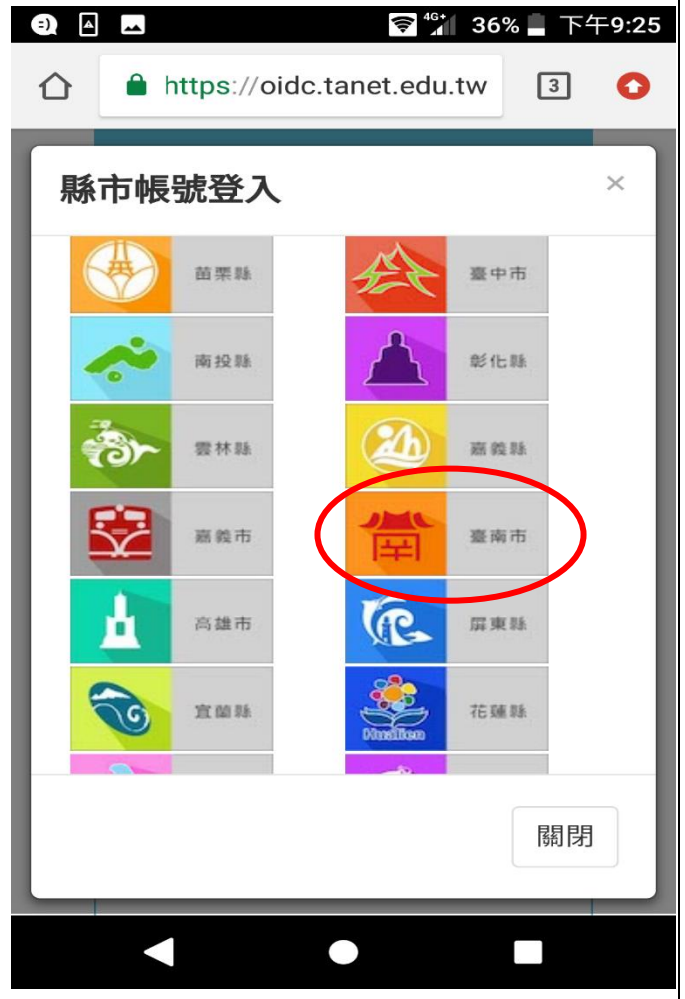 4G+ 36% 下午9:25
https://oidc.tanet.edu.tw 3
縣市帳號登入 ×
苗栗縣 臺中市
南投縣 彰化縣
雲林縣 嘉義縣
嘉義市 臺南市
高雄市 屏東縣
宜蘭縣 花蓮縣
Hualien
關閉